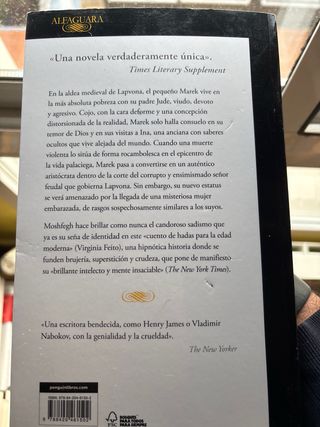 ALFAGUARA
«Una novela verdaderamente única».
Times Literary Supplement
En la aldea medieval de Lapvona, el pequeño Marek vive en
la más absoluta pobreza con su padre Jude, viudo, devoto
y agresivo. Cojo, con la cara deforme y una concepción
distorsionada de la realidad, Marek solo halla consuelo en su
temor de Dios y en sus visitas a Ina, una anciana con saberes
ocultos que vive alejada del mundo. Cuando una muerte
violenta lo sitúa de forma rocambolesca en el epicentro de
la vida palaciega, Marek pasa a convertirse en un auténtico
aristócrata dentro de la corte del corrupto y ensimismado señor
feudal que gobierna Lapvona. Sin embargo, su nuevo estatus
se verá amenazado por la llegada de una misteriosa mujer
embarazada, de rasgos sospechosamente similares a los suyos.
Moshfegh hace brillar como nunca el candoroso sadismo que
ya es su seña de identidad en este «cuento de hadas para la edad
moderna» (Virginia Feito), una hipnótica historia donde se
funden brujería, superstición y crudeza, que pone de manifiesto
su «brillante intelecto y mente insaciable» (The New York Times).
«Una escritora bendecida, como Henry James o Vladimir
Nabokov, con la genialidad y la crueldad».
The New Yorker
penguinlibros.com
FSC